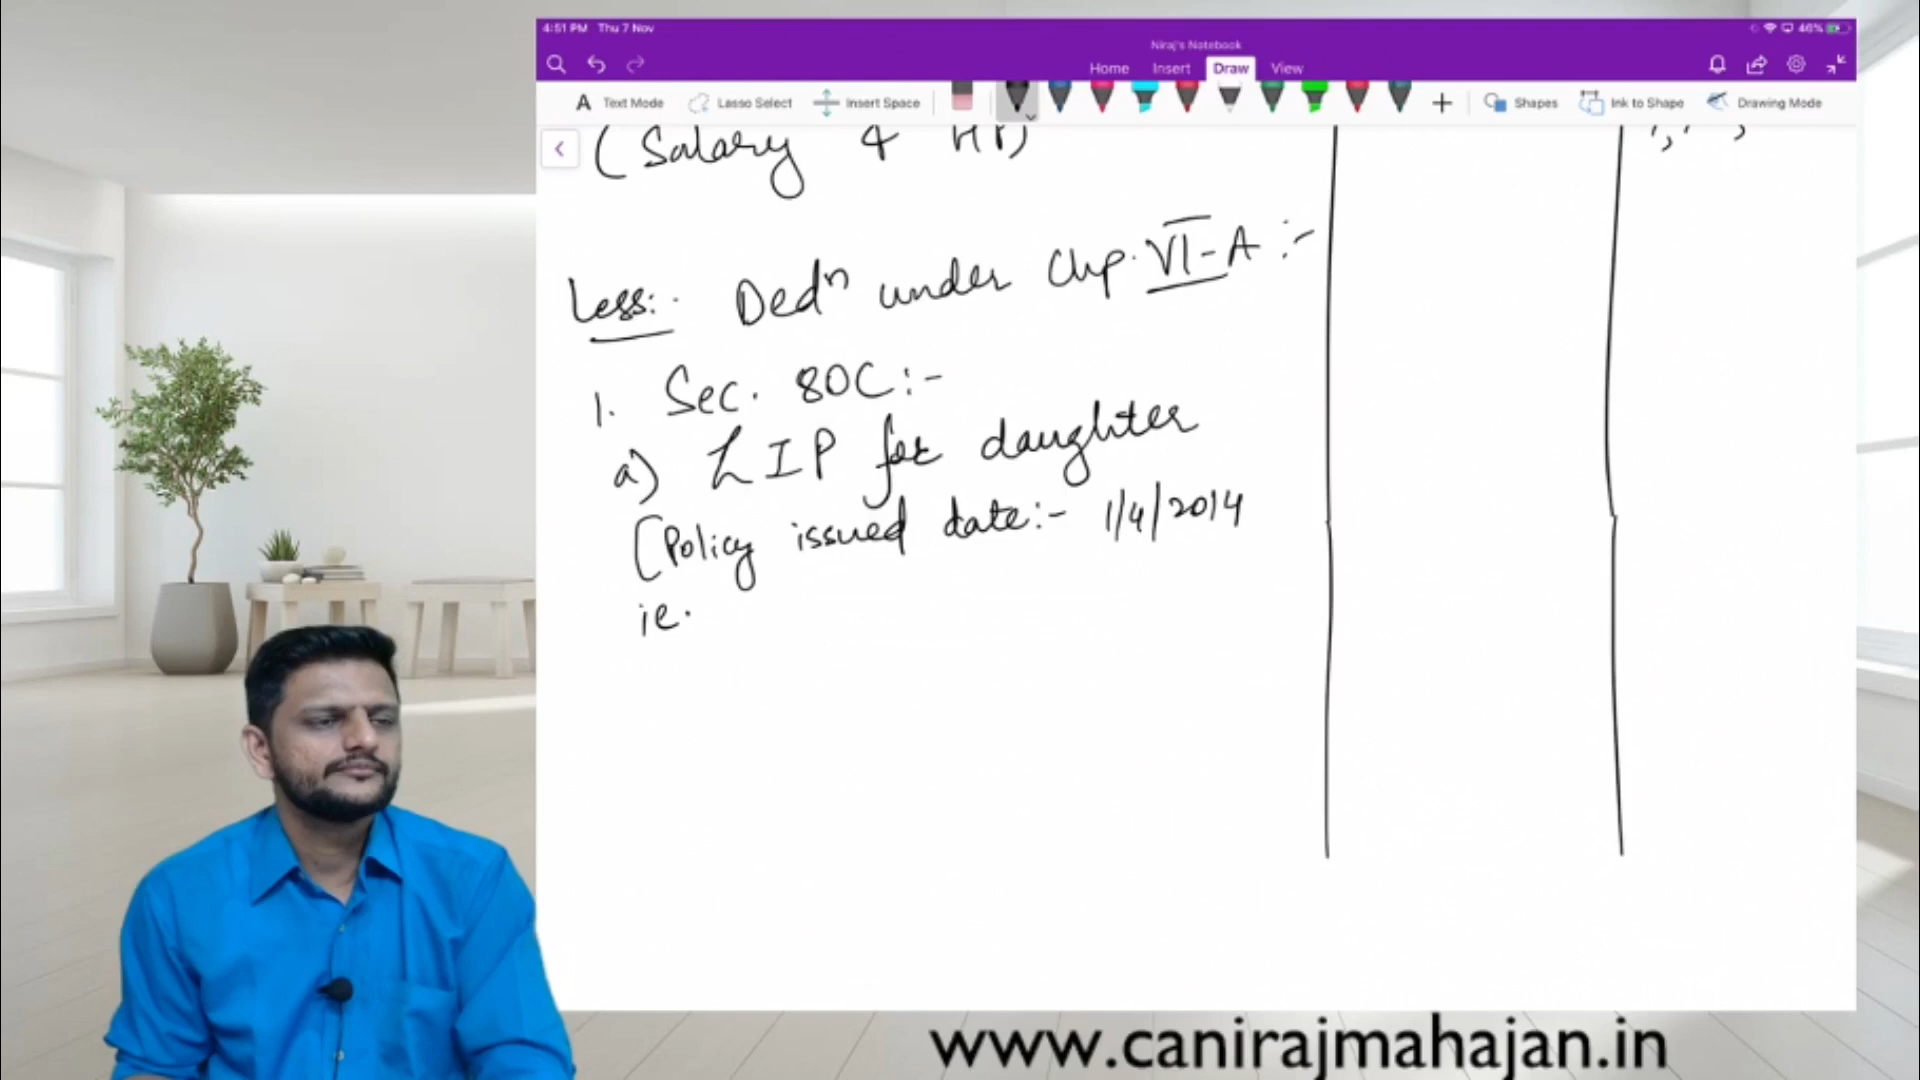 4:51 PM Thu 7 Nov
46%
Niraj's Notebook
Home Insert Draw View
A Text Mode Lasso Select Insert Space Shapes Ink to Shape Drawing Mode
(Salary & HP)
Less:- Dedⁿ under Chp. VI-A :-
1. Sec. 80C:-
a) LIP for daughter
(Policy issued date:- 1/4/2014
ie.
www.canirajmahajan.in